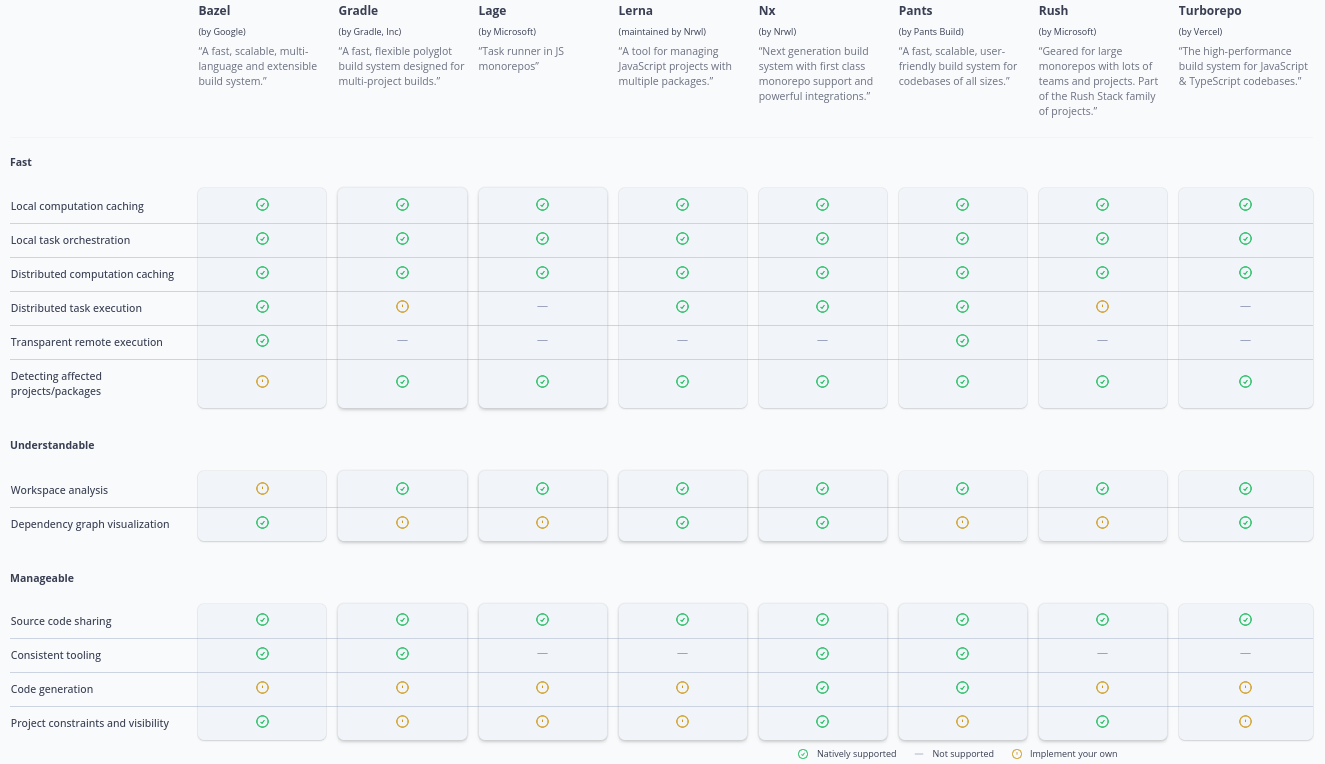 Bazel Gradle Lage Lerna Nx Pants Rush Turborepo
(by Google) (by Gradle, Inc) (by Microsoft) (maintained by Nrwl) (by Nrwl) (by Pants Build) (by Microsoft) (by Vercel)
“A fast, scalable, multi-
language and extensible
build system.”
“A fast, flexible polyglot
build system designed for
multi-project builds.”
“Task runner in JS
monorepos”
“A tool for managing
JavaScript projects with
multiple packages.”
“Next generation build
system with first class
monorepo support and
powerful integrations.”
“A fast, scalable, user-
friendly build system for
codebases of all sizes.”
“Geared for large
monorepos with lots of
teams and projects. Part
of the Rush Stack family
of projects.”
“The high-performance
build system for JavaScript
& TypeScript codebases.”
Fast
Local computation caching
Local task orchestration
Distributed computation caching
Distributed task execution
Transparent remote execution
Detecting affected
projects/packages
Understandable
Workspace analysis
Dependency graph visualization
Manageable
Source code sharing
Consistent tooling
Code generation
Project constraints and visibility
Natively supported — Not supported Implement your own